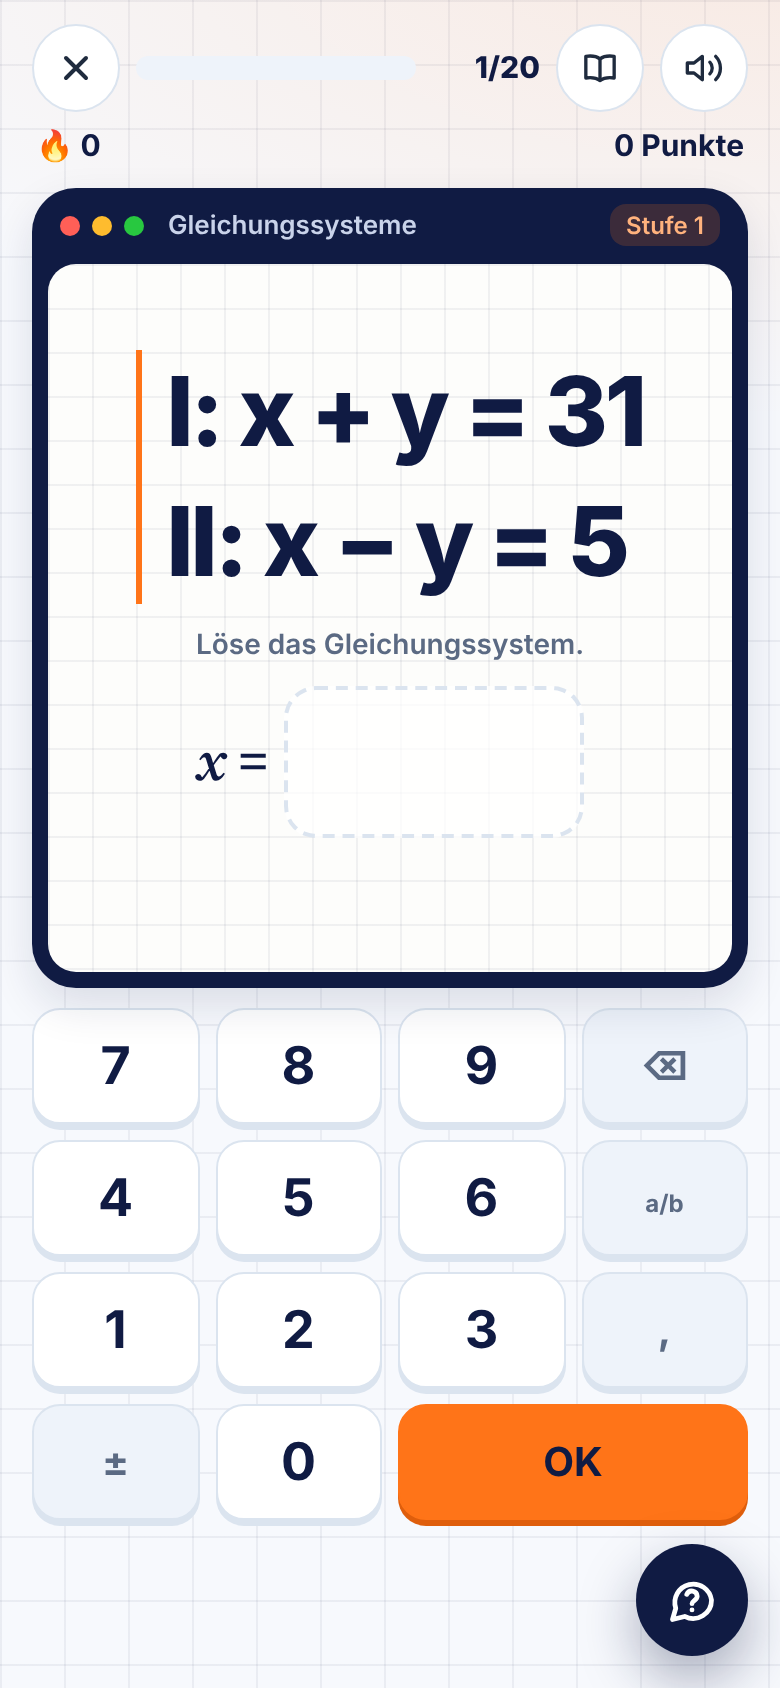 1/20
🔥 0
0 Punkte
Gleichungssysteme
Stufe 1
I: x + y = 31
II: x − y = 5
Löse das Gleichungssystem.
x =
7 8 9
4 5 6 a/b
1 2 3 ,
± 0 OK